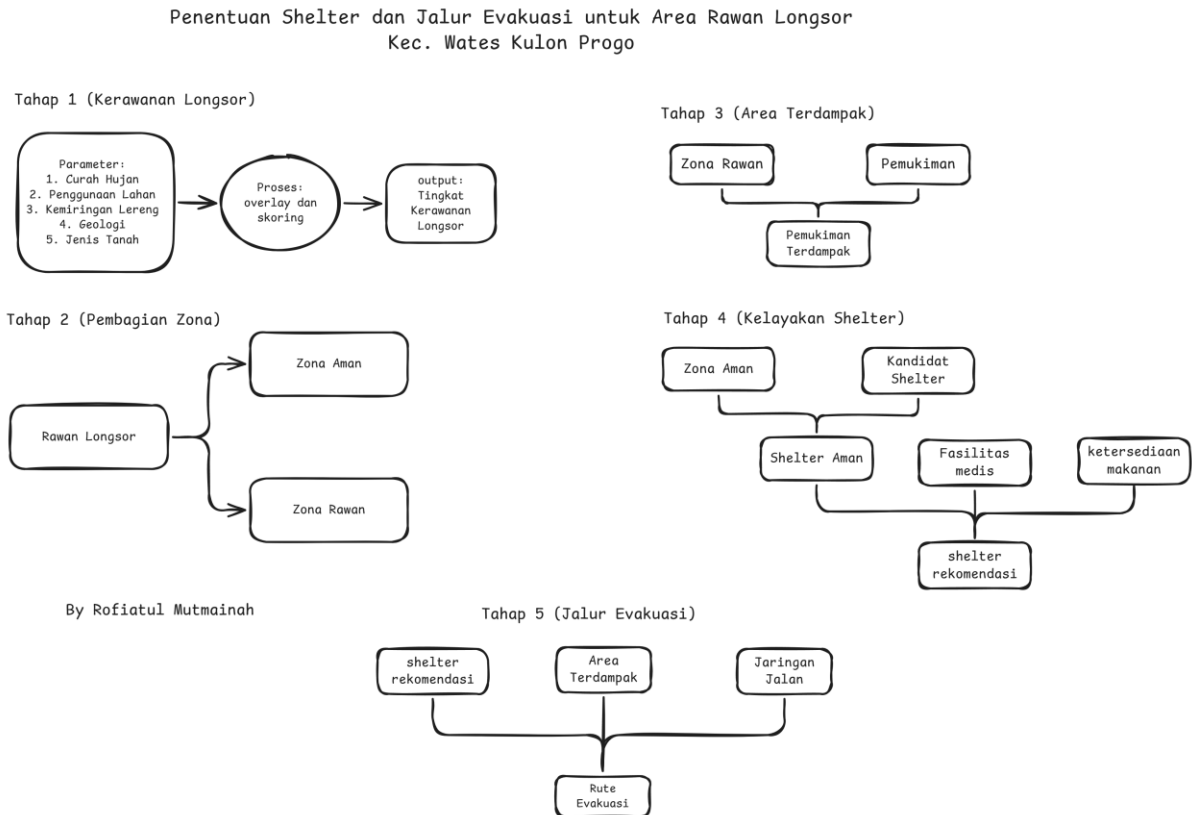 Penentuan Shelter dan Jalur Evakuasi untuk Area Rawan Longsor
Kec. Wates Kulon Progo
Tahap 1 (Kerawanan Longsor)
Parameter:
1. Curah Hujan
2. Penggunaan Lahan
3. Kemiringan Lereng
4. Geologi
5. Jenis Tanah
Proses:
overlay dan
skoring
output:
Tingkat
Kerawanan
Longsor
Tahap 2 (Pembagian Zona)
Rawan Longsor
Zona Aman
Zona Rawan
Tahap 3 (Area Terdampak)
Zona Rawan
Pemukiman
Pemukiman
Terdampak
Tahap 4 (Kelayakan Shelter)
Zona Aman
Kandidat
Shelter
Shelter Aman
Fasilitas
medis
ketersediaan
makanan
shelter
rekomendasi
By Rofiatul Mutmainah
Tahap 5 (Jalur Evakuasi)
shelter
rekomendasi
Area
Terdampak
Jaringan
Jalan
Rute
Evakuasi